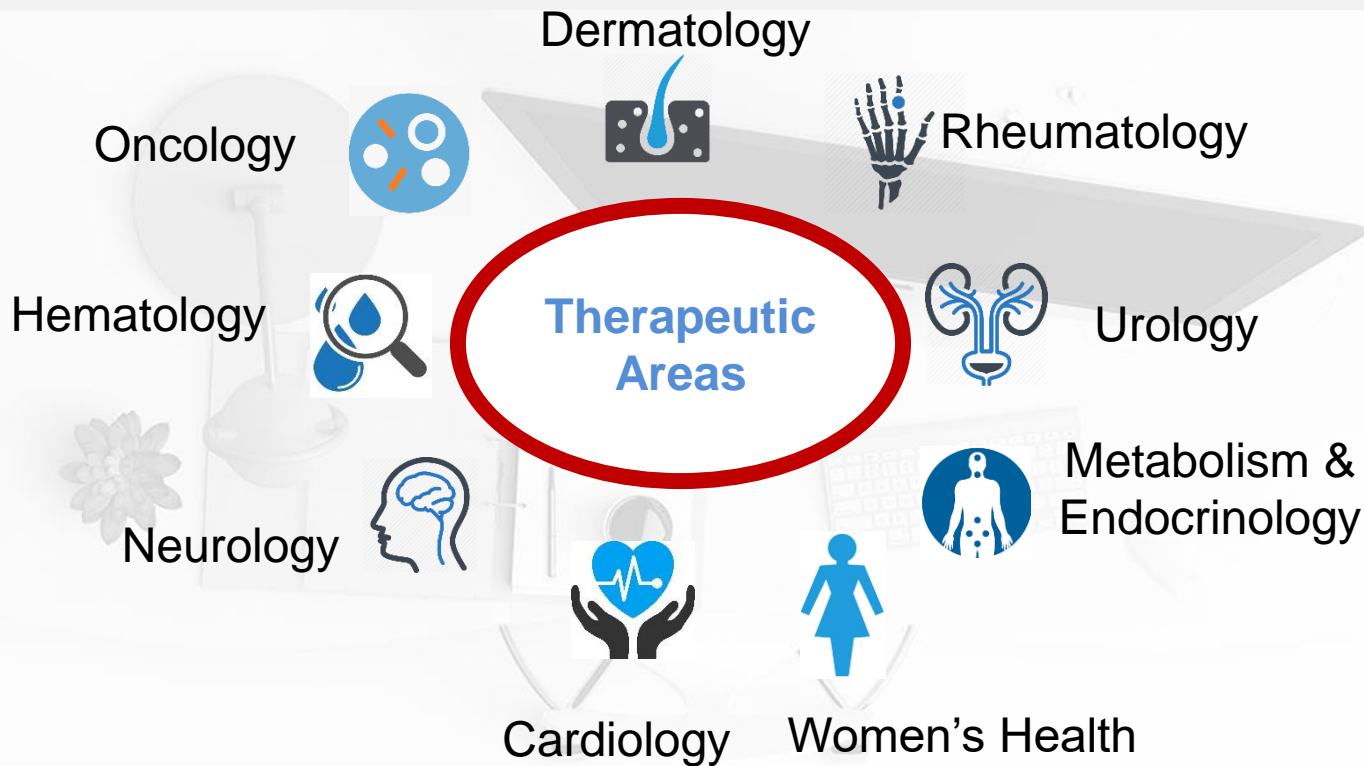 Dermatology
Oncology
Rheumatology
Hematology
Therapeutic
Areas
Urology
Neurology
Metabolism &
Endocrinology
Cardiology
Women’s Health